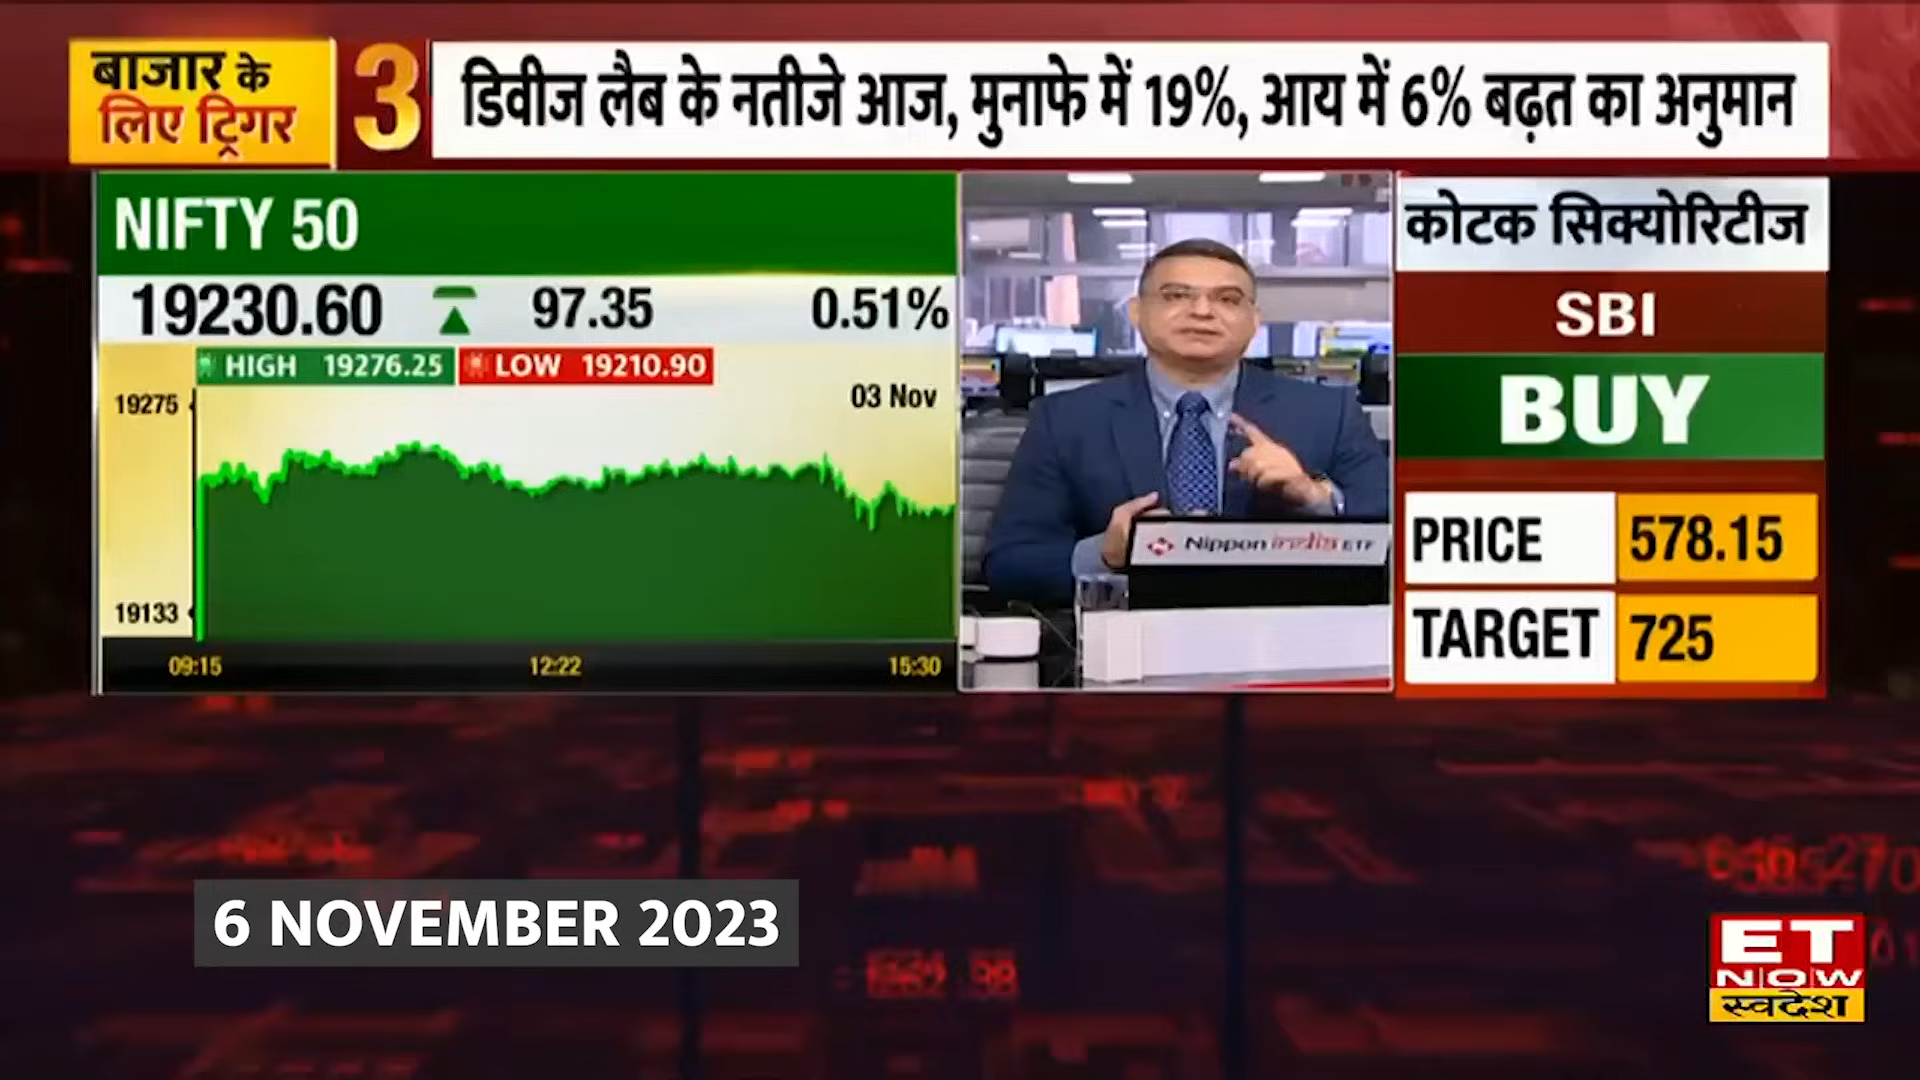 बाजार के
लिए ट्रिगर
3
डिवीज लैब के नतीजे आज, मुनाफे में 19%, आय में 6% बढ़त का अनुमान
NIFTY 50
19230.60 97.35 0.51%
HIGH 19276.25 LOW 19210.90
03 Nov
19275
19133
09:15 12:22 15:30
Nippon india ETF
कोटक सिक्योरिटीज
SBI
BUY
PRICE 578.15
TARGET 725
6 NOVEMBER 2023
ET
NOW
स्वदेश